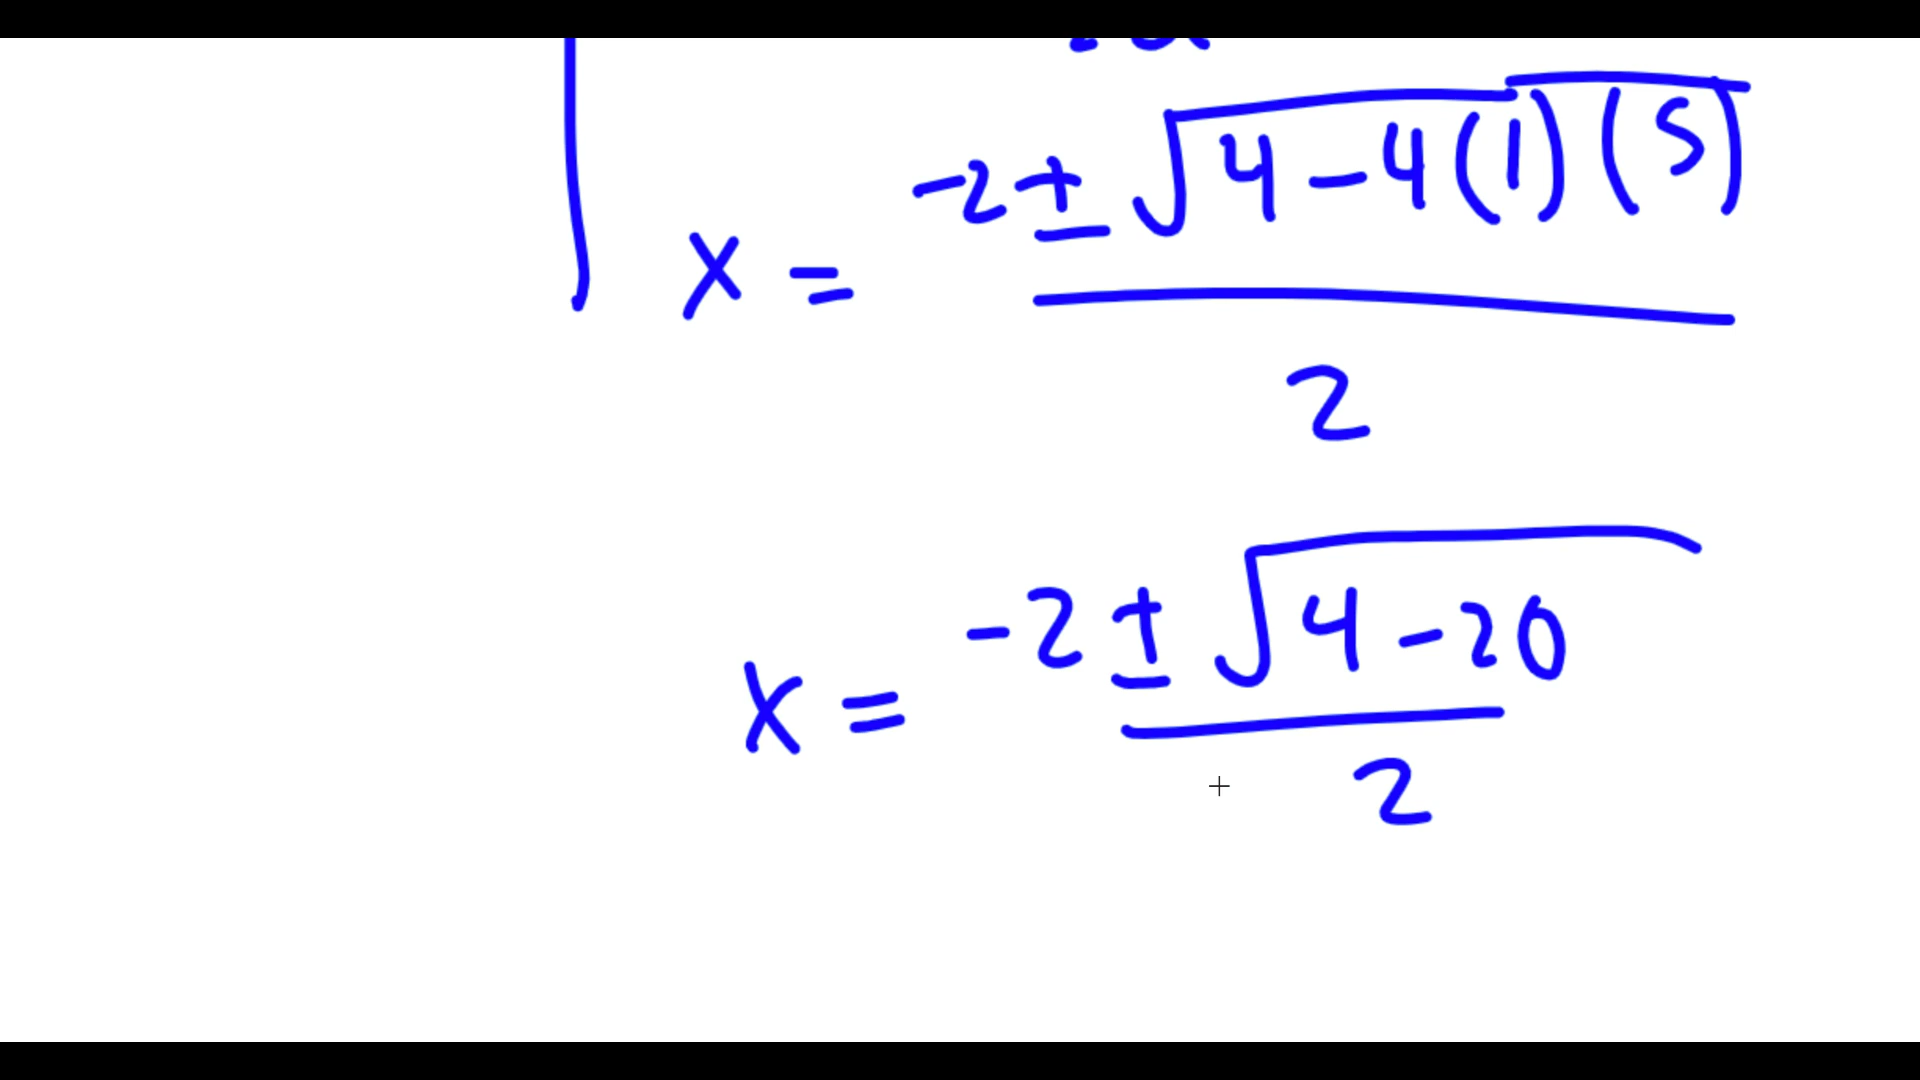 x = -2 ± √4 - 4(1)(5)
2
x = -2 ± √4 - 20
2